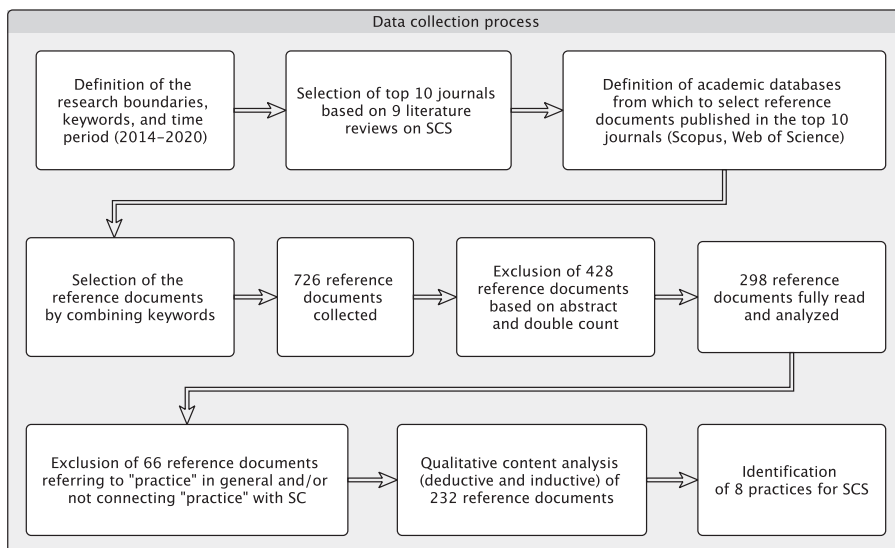 Data collection process
Definition of the
research boundaries,
keywords, and time
period (2014–2020)
Selection of top 10 journals
based on 9 literature
reviews on SCS
Definition of academic databases
from which to select reference
documents published in the top 10
journals (Scopus, Web of Science)
Selection of the
reference documents
by combining keywords
726 reference
documents
collected
Exclusion of 428
reference documents
based on abstract
and double count
298 reference
documents fully read
and analyzed
Exclusion of 66 reference documents
referring to "practice" in general and/or
not connecting "practice" with SC
Qualitative content analysis
(deductive and inductive) of
232 reference documents
Identification
of 8 practices for SCS